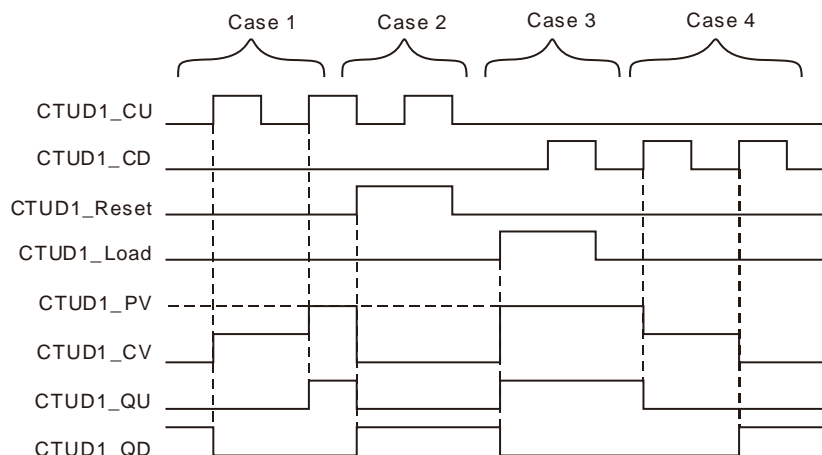 Case 1 Case 2 Case 3 Case 4
CTUD1_CU
CTUD1_CD
CTUD1_Reset
CTUD1_Load
CTUD1_PV
CTUD1_CV
CTUD1_QU
CTUD1_QD